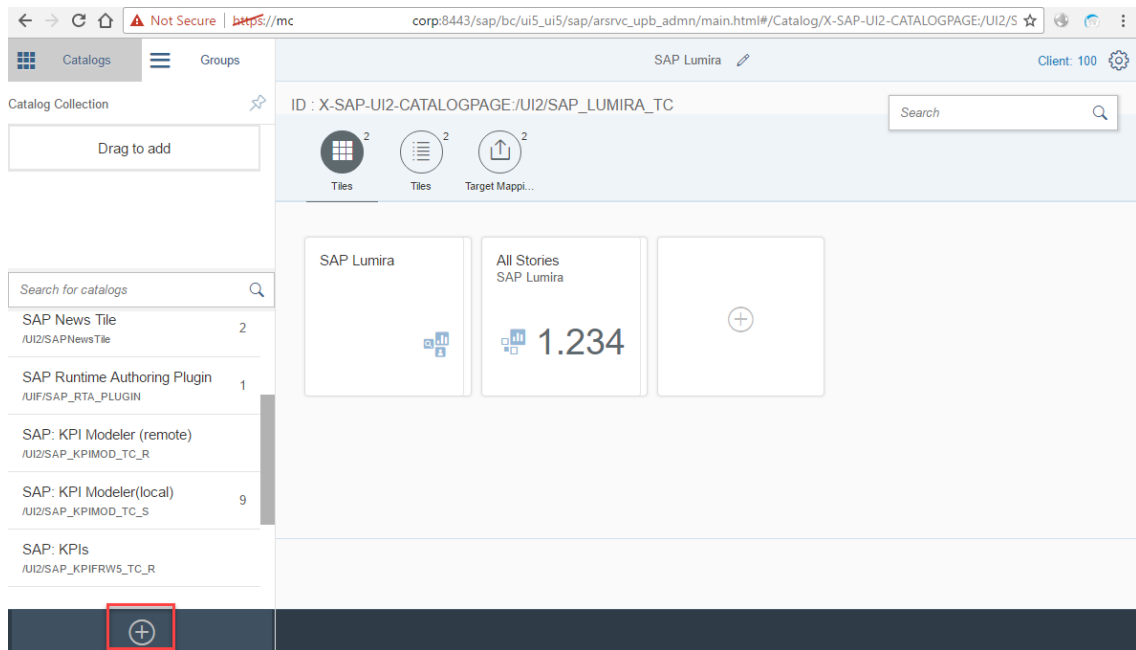 Not Secure | https://mc corp:8443/sap/bc/ui5_ui5/sap/arsrvc_upb_admn/main.html#/Catalog/X-SAP-UI2-CATALOGPAGE:/UI2/S
Catalogs
Groups
SAP Lumira
Client: 100
Catalog Collection
ID : X-SAP-UI2-CATALOGPAGE:/UI2/SAP_LUMIRA_TC
Search
Drag to add
2
2
2
Tiles
Tiles
Target Mappi...
Search for catalogs
SAP News Tile
2
/UI2/SAPNewsTile
SAP Runtime Authoring Plugin
1
/UIF/SAP_RTA_PLUGIN
SAP: KPI Modeler (remote)
/UI2/SAP_KPIMOD_TC_R
SAP: KPI Modeler(local)
9
/UI2/SAP_KPIMOD_TC_S
SAP: KPIs
/UI2/SAP_KPIFRW5_TC_R
SAP Lumira
All Stories
SAP Lumira
1.234